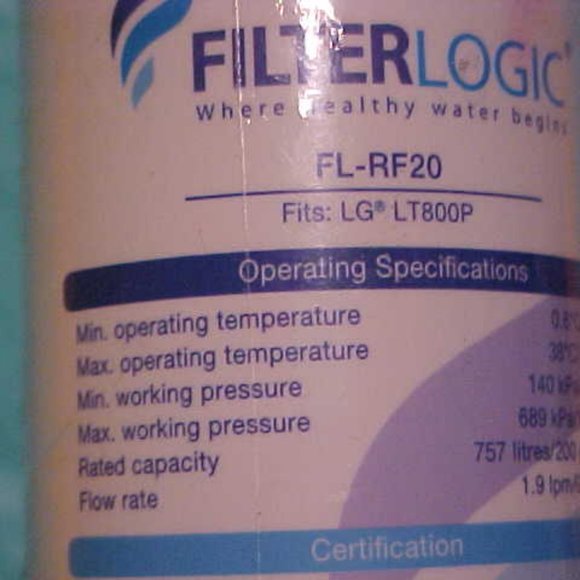 FILTERLOGIC
Where healthy water begins
FL-RF20
Fits: LG® LT800P
Operating Specifications
Min. operating temperature
Max. operating temperature 38°C
Min. working pressure 140 kPa
Max. working pressure 689 kPa
Rated capacity 757 litres/200
Flow rate 1.9 lpm/
Certification